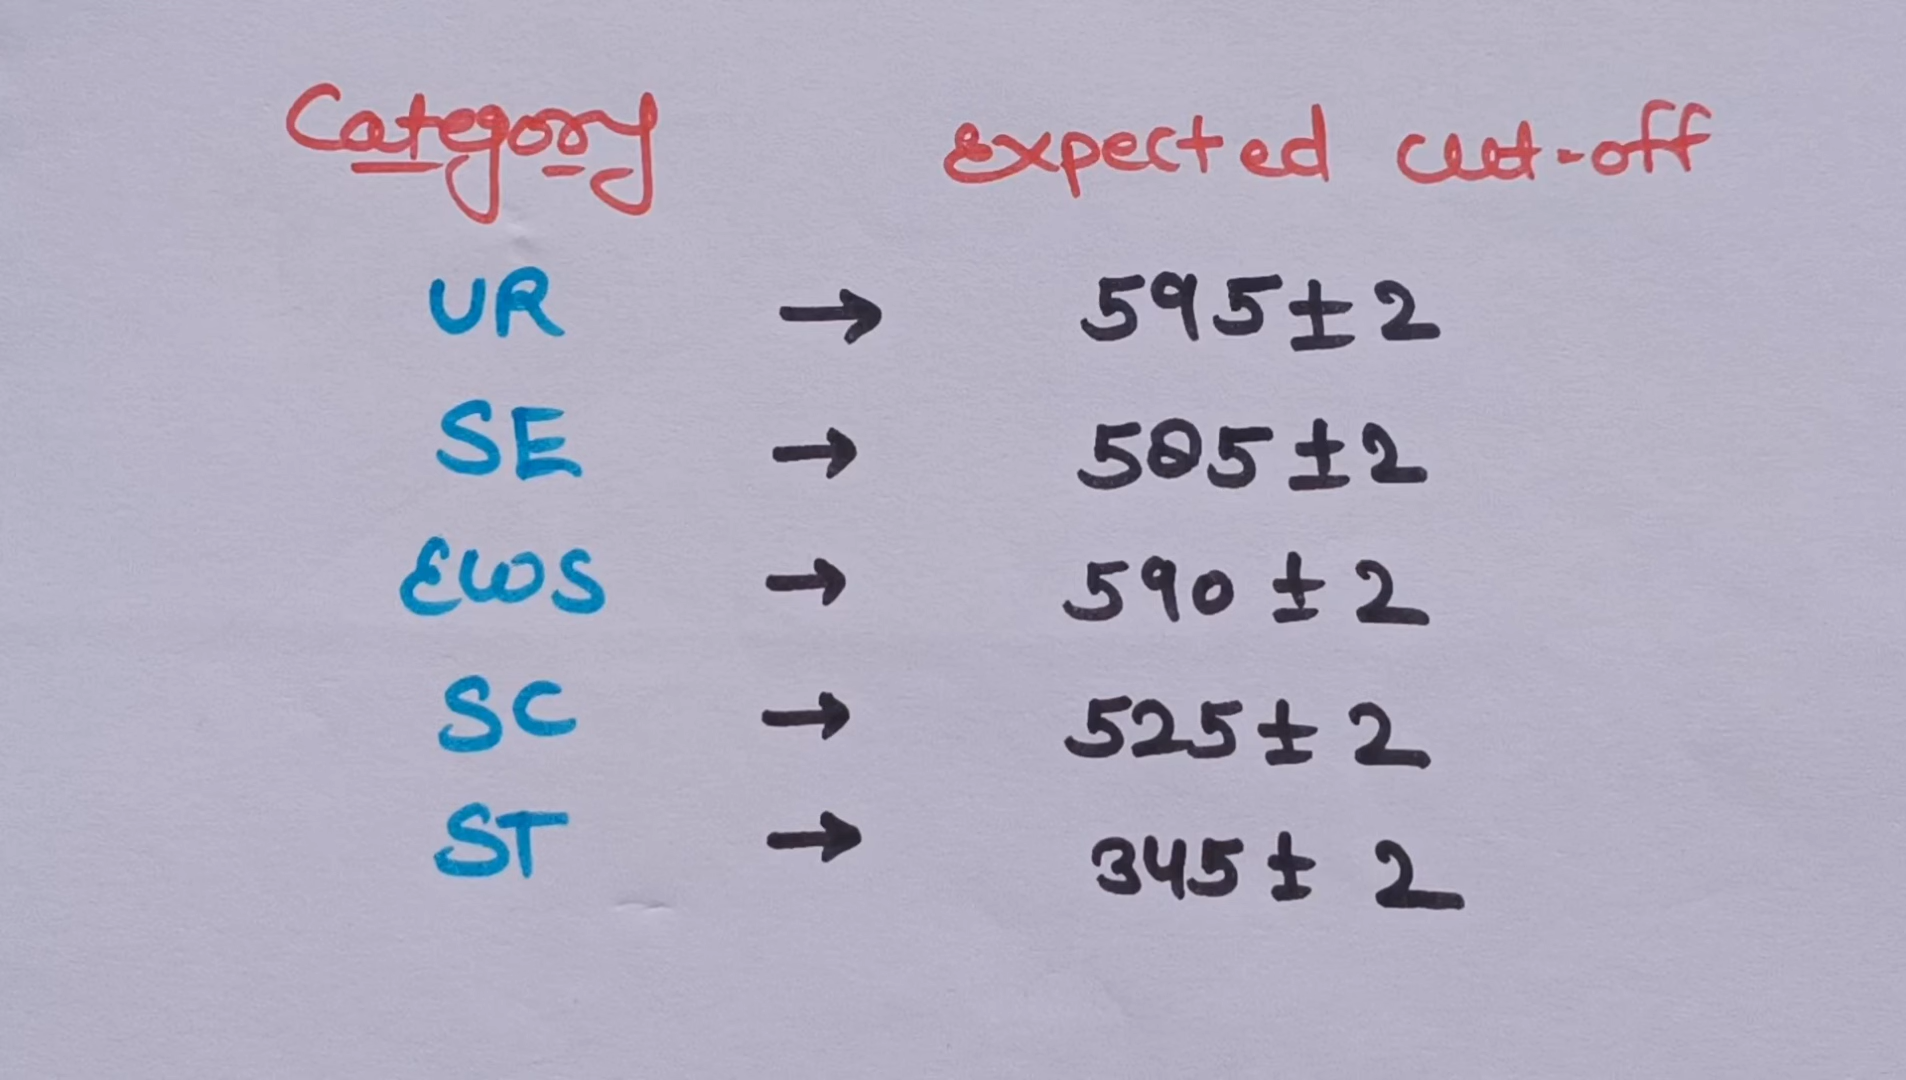 Category expected cut-off
UR → 595 ± 2
SE → 585 ± 2
EWS → 590 ± 2
SC → 525 ± 2
ST → 345 ± 2